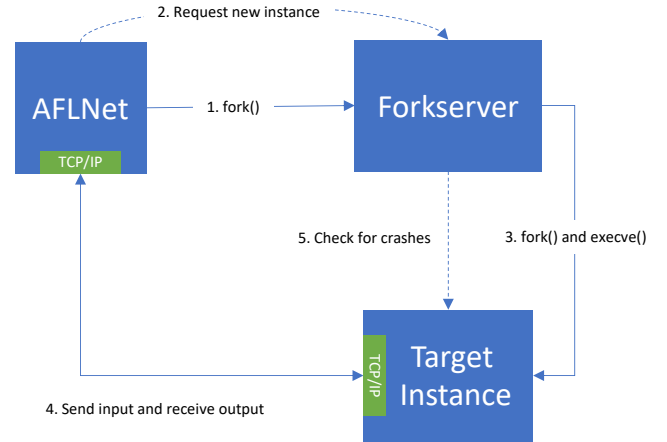 2. Request new instance
AFLNet
1. fork()
Forkserver
TCP/IP
5. Check for crashes
3. fork() and execve()
TCP/IP
Target
Instance
4. Send input and receive output